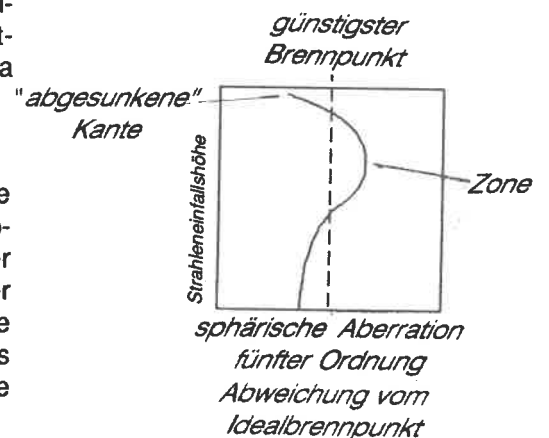 t-
a
e
r
r
e
s
e
günstigster
Brennpunkt
"abgesunkene"
Kante
Zone
Strahleneinfallshöhe
sphärische Aberration
fünfter Ordnung
Abweichung vom
Idealbrennpunkt